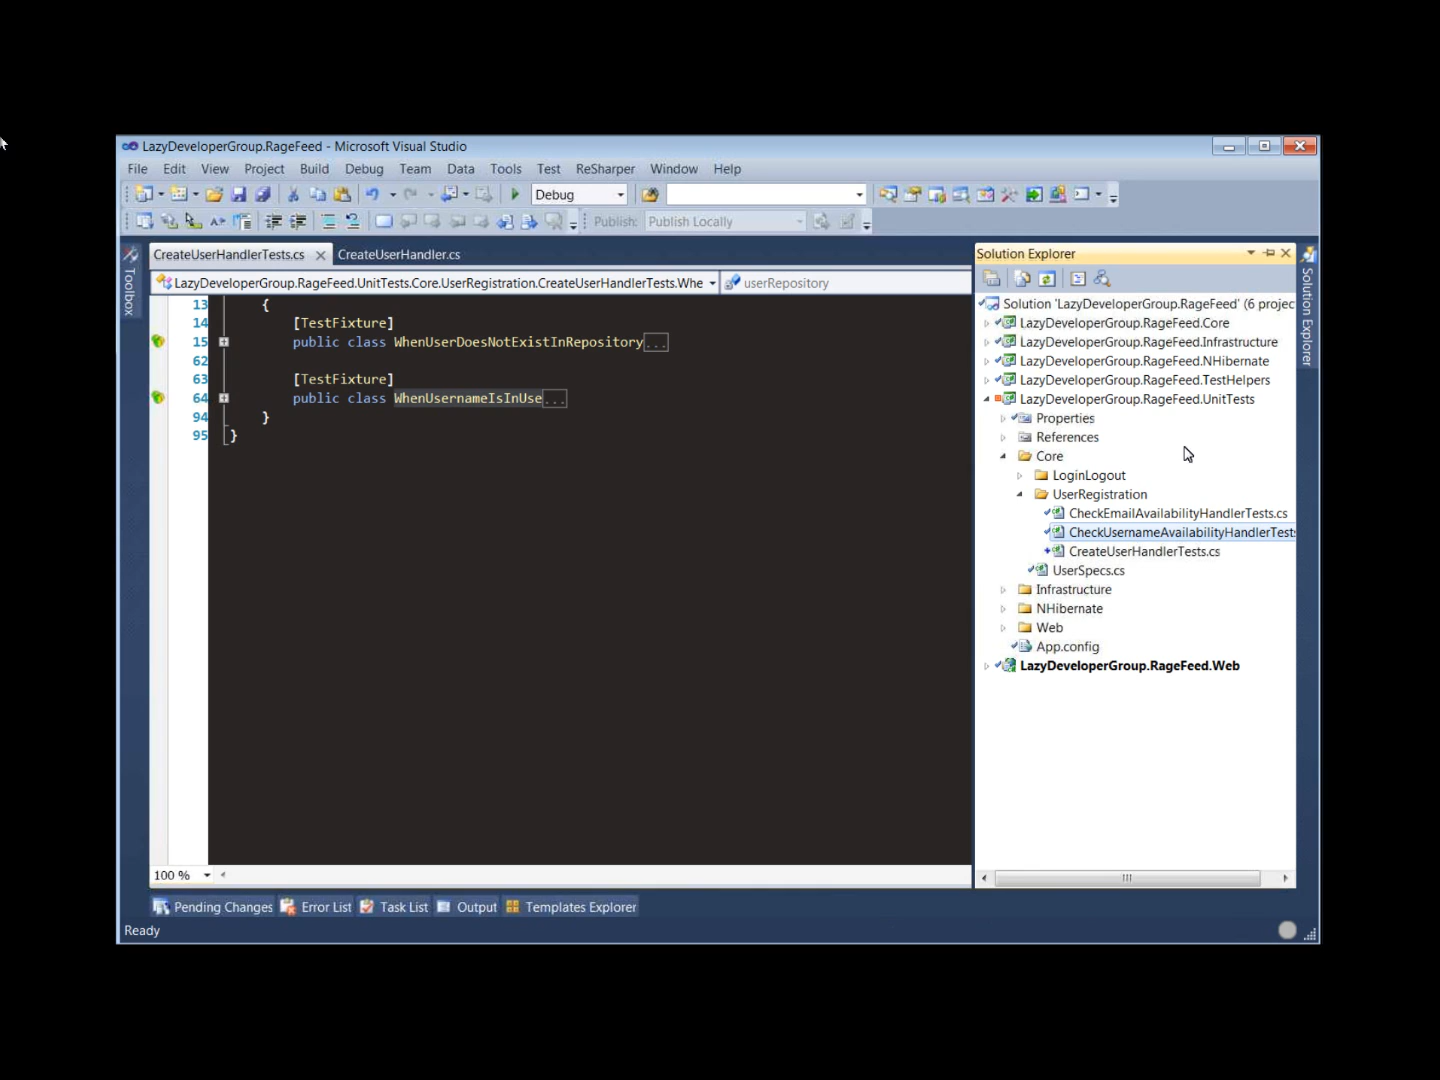 LazyDeveloperGroup.RageFeed - Microsoft Visual Studio
File Edit View Project Build Debug Team Data Tools Test ReSharper Window Help
Debug
Publish: Publish Locally
CreateUserHandlerTests.cs CreateUserHandler.cs
LazyDeveloperGroup.RageFeed.UnitTests.Core.UserRegistration.CreateUserHandlerTests.Whe userRepository
Toolbox
13 {
14 [TestFixture]
15 public class WhenUserDoesNotExistInRepository...
62
63 [TestFixture]
64 public class WhenUsernameIsInUse...
94 }
95 }
100 %
Solution Explorer
Solution 'LazyDeveloperGroup.RageFeed' (6 projec
LazyDeveloperGroup.RageFeed.Core
LazyDeveloperGroup.RageFeed.Infrastructure
LazyDeveloperGroup.RageFeed.NHibernate
LazyDeveloperGroup.RageFeed.TestHelpers
LazyDeveloperGroup.RageFeed.UnitTests
Properties
References
Core
LoginLogout
UserRegistration
CheckEmailAvailabilityHandlerTests.cs
CheckUsernameAvailabilityHandlerTests
CreateUserHandlerTests.cs
UserSpecs.cs
Infrastructure
NHibernate
Web
App.config
LazyDeveloperGroup.RageFeed.Web
Solution Explorer
Pending Changes Error List Task List Output Templates Explorer
Ready